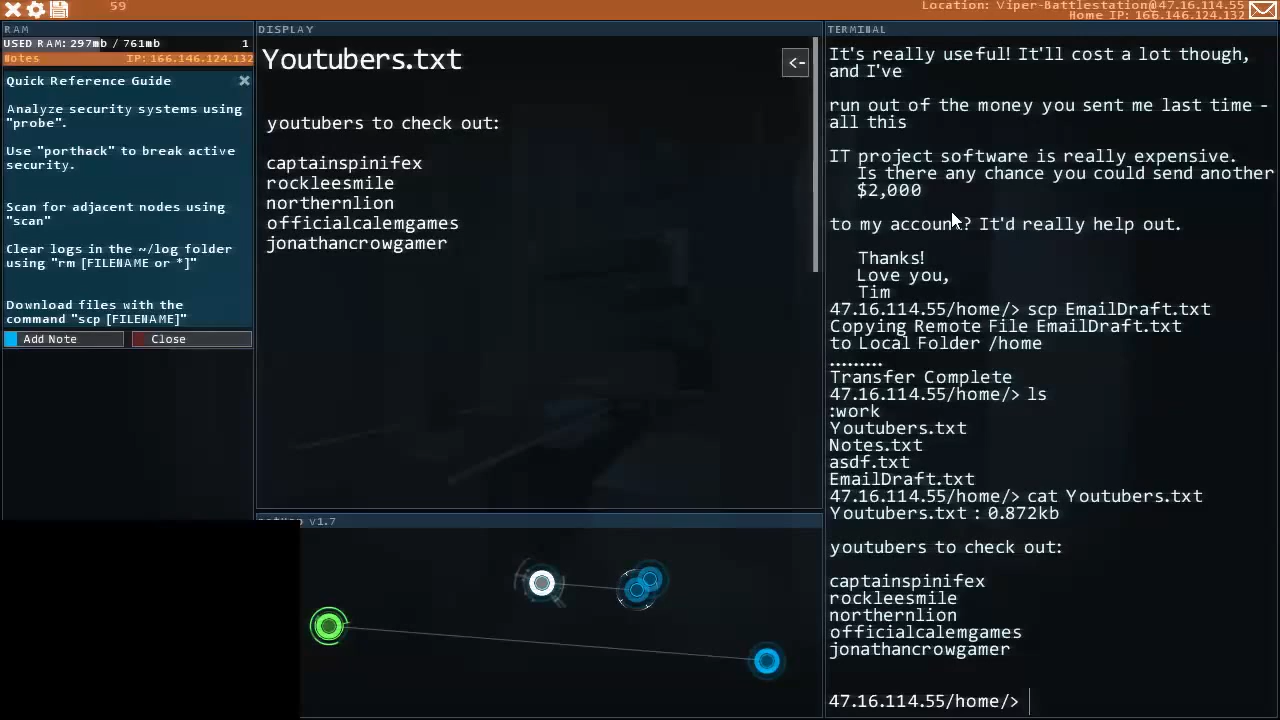 59
Location: Viper-Battlestation@47.16.114.55
Home IP: 166.146.124.132
RAM
USED RAM: 297mb / 761mb 1
Notes IP: 166.146.124.132
Quick Reference Guide
Analyze security systems using
"probe".
Use "porthack" to break active
security.
Scan for adjacent nodes using
"scan"
Clear logs in the ~/log folder
using "rm [FILENAME or *]"
Download files with the
command "scp [FILENAME]"
Add Note Close
DISPLAY
Youtubers.txt
<-
youtubers to check out:
captainspinifex
rockleesmile
northernlion
officialcalemgames
jonathancrowgamer
v1.7
TERMINAL
It's really useful! It'll cost a lot though,
and I've
run out of the money you sent me last time -
all this
IT project software is really expensive.
Is there any chance you could send another
$2,000
to my account? It'd really help out.
Thanks!
Love you,
Tim
47.16.114.55/home/> scp EmailDraft.txt
Copying Remote File EmailDraft.txt
to Local Folder /home
.........
Transfer Complete
47.16.114.55/home/> ls
:work
Youtubers.txt
Notes.txt
asdf.txt
EmailDraft.txt
47.16.114.55/home/> cat Youtubers.txt
Youtubers.txt : 0.872kb
youtubers to check out:
captainspinifex
rockleesmile
northernlion
officialcalemgames
jonathancrowgamer
47.16.114.55/home/>